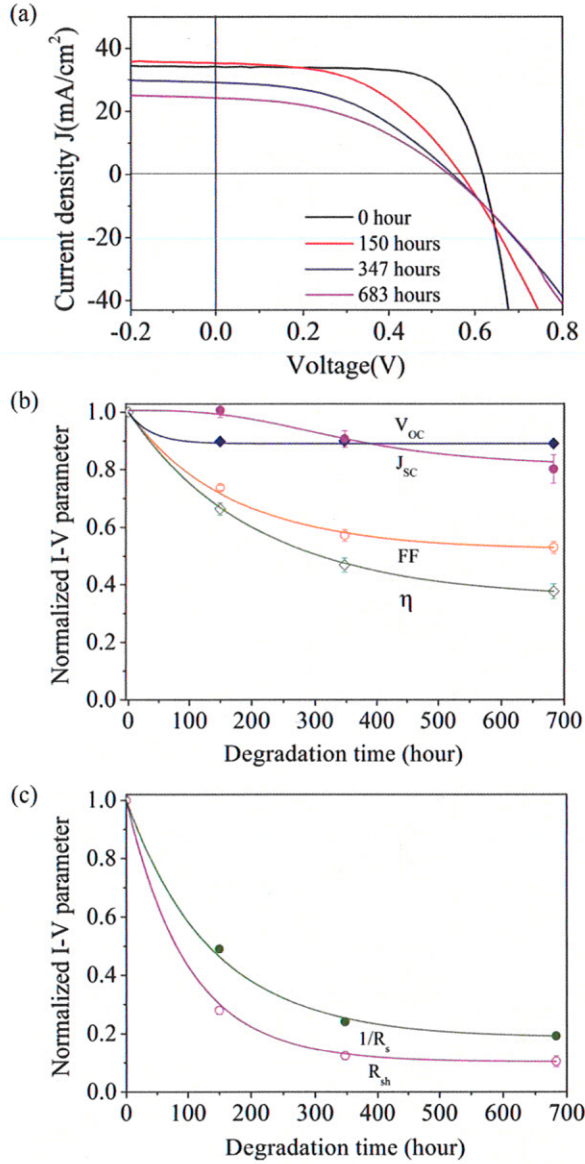 (a)
Current density J(mA/cm²)
40
20
0
-20
-40
0 hour
150 hours
347 hours
683 hours
-0.2 0.0 0.2 0.4 0.6 0.8
Voltage(V)
(b)
Normalized I-V parameter
1.0
0.8
0.6
0.4
0.2
0.0
V_OC
J_SC
FF
η
0 100 200 300 400 500 600 700
Degradation time (hour)
(c)
Normalized I-V parameter
1.0
0.8
0.6
0.4
0.2
0.0
1/R_s
R_sh
0 100 200 300 400 500 600 700
Degradation time (hour)